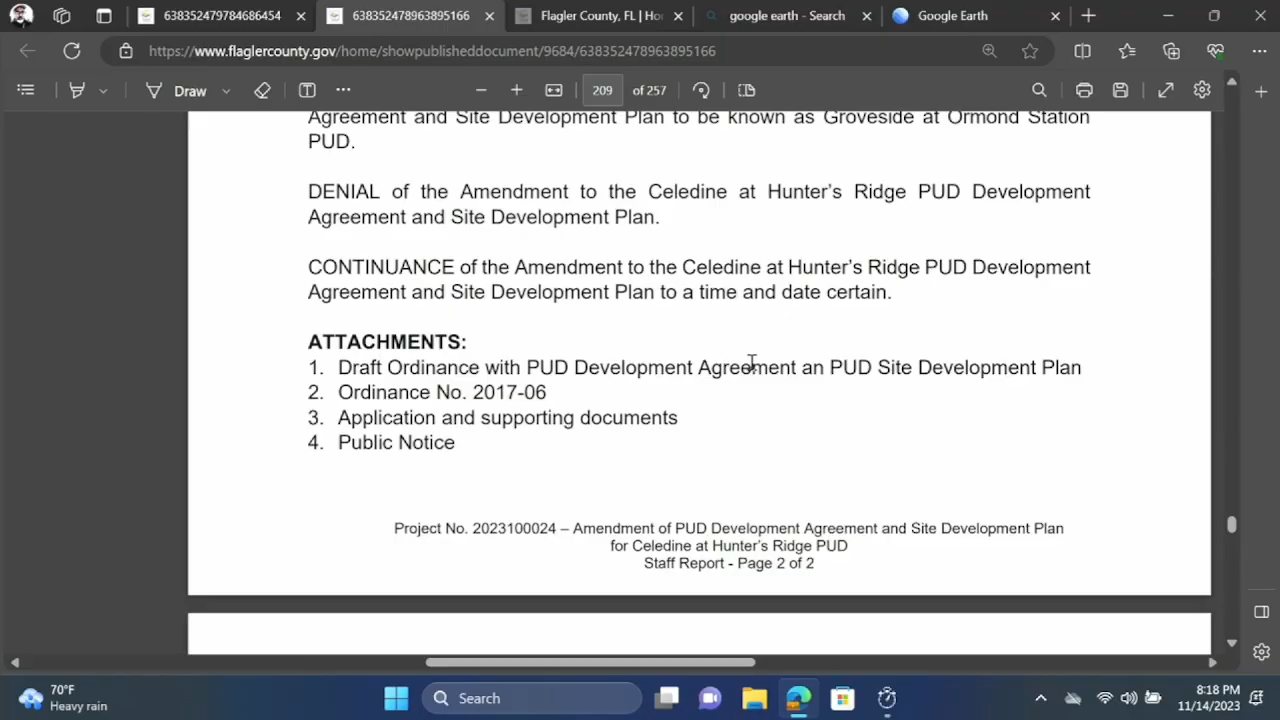 638352479784686454
638352478963895166
Flagler County, FL | Ho
google earth - Search
Google Earth
https://www.flaglercounty.gov/home/showpublisheddocument/9684/638352478963895166
Draw
209 of 257
Agreement and Site Development Plan to be known as Groveside at Ormond Station
PUD.
DENIAL of the Amendment to the Celedine at Hunter's Ridge PUD Development
Agreement and Site Development Plan.
CONTINUANCE of the Amendment to the Celedine at Hunter's Ridge PUD Development
Agreement and Site Development Plan to a time and date certain.
ATTACHMENTS:
1. Draft Ordinance with PUD Development Agreement an PUD Site Development Plan
2. Ordinance No. 2017-06
3. Application and supporting documents
4. Public Notice
Project No. 2023100024 – Amendment of PUD Development Agreement and Site Development Plan
for Celedine at Hunter's Ridge PUD
Staff Report - Page 2 of 2
70°F
Heavy rain
Search
8:18 PM
11/14/2023